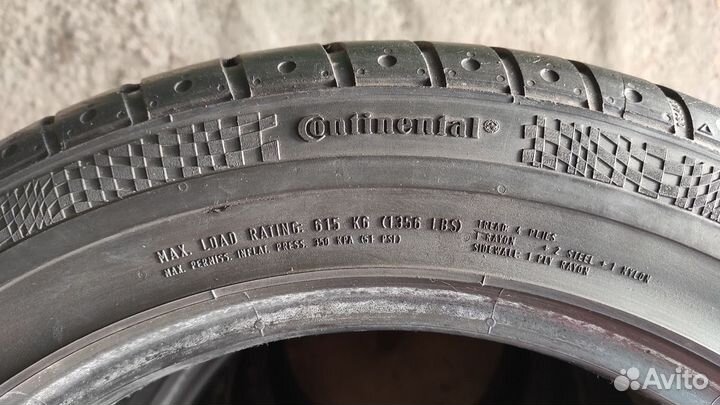 Continental ®
MAX. LOAD RATING: 615 KG (1356 LBS)
MAX. PERMISS. INFLAT. PRESS. 350 KPA (51 PSI)
TREAD 4 PLIES
1 RAYON + 2 STEEL + 1 NYLON
SIDEWALL: 1 PLY RAYON
Avito